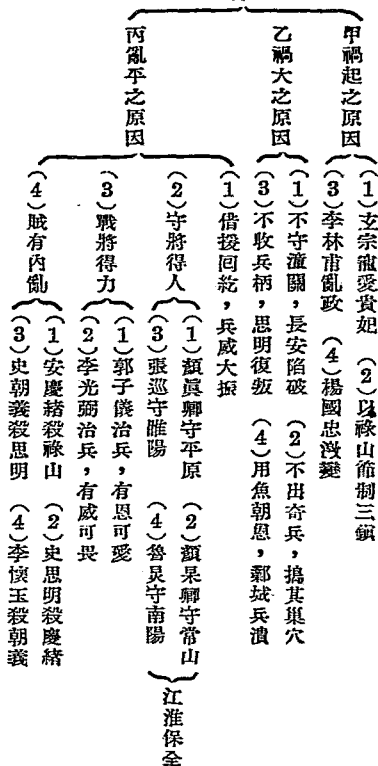 甲禍起之原因
(1)玄宗寵愛貴妃 (2)以祿山節制三鎭
(3)李林甫亂政 (4)楊國忠激變
乙禍大之原因
(1)不守潼關，長安陷破 (2)不出奇兵，搗其巢穴
(3)不收兵柄，思明復叛 (4)用魚朝恩，鄴城兵潰
丙亂平之原因
(1)借援回紇，兵威大振
(2)守將得人
(1)顏眞卿守平原 (2)顏杲卿守常山
(3)張巡守睢陽 (4)魯炅守南陽
江淮保全
(3)戰將得力
(1)郭子儀治兵，有恩可愛
(2)李光弼治兵，有威可畏
(4)賊有內亂
(1)安慶緒殺祿山 (2)史思明殺慶緒
(3)史朝義殺思明 (4)李懷玉殺朝義